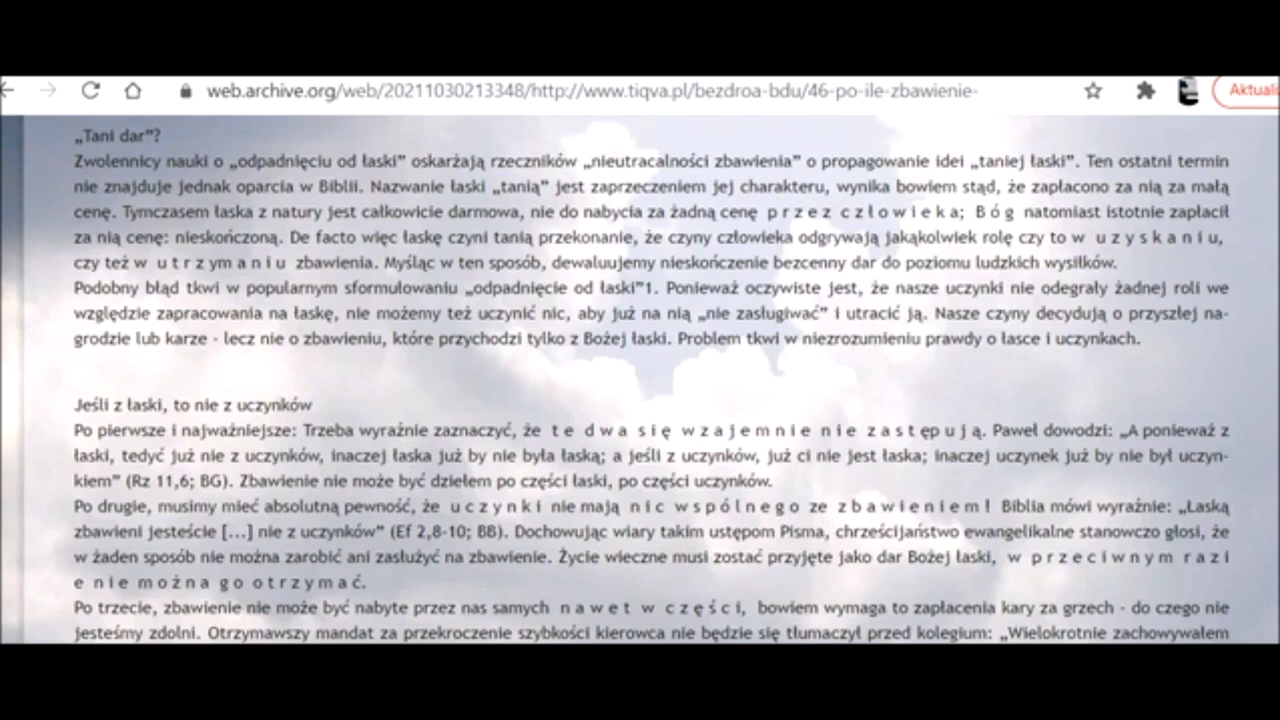 web.archive.org/web/20211030213348/http://www.tiqva.pl/bezdroa-bdu/46-po-ile-zbawienie-
Aktuali
„Tani dar”?
Zwolennicy nauki o „odpadnięciu od łaski” oskarżają rzeczników „nieutracalności zbawienia” o propagowanie idei „taniej łaski”. Ten ostatni termin
nie znajduje jednak oparcia w Biblii. Nazwanie łaski „tanią” jest zaprzeczeniem jej charakteru, wynika bowiem stąd, że zapłacono za nią za małą
cenę. Tymczasem łaska z natury jest całkowicie darmowa, nie do nabycia za żadną cenę p r z e z c z ł o w i e k a; B ó g natomiast istotnie zapłacił
za nią cenę: nieskończoną. De facto więc łaskę czyni tanią przekonanie, że czyny człowieka odgrywają jakąkolwiek rolę czy to w u z y s k a n i u,
czy też w u t r z y m a n i u zbawienia. Myśląc w ten sposób, dewaluujemy nieskończenie bezcenny dar do poziomu ludzkich wysiłków.
Podobny błąd tkwi w popularnym sformułowaniu „odpadnięcie od łaski”1. Ponieważ oczywiste jest, że nasze uczynki nie odegrały żadnej roli we
względzie zapracowania na łaskę, nie możemy też uczynić nic, aby już na nią „nie zasługiwać” i utracić ją. Nasze czyny decydują o przyszłej na-
grodzie lub karze - lecz nie o zbawieniu, które przychodzi tylko z Bożej łaski. Problem tkwi w niezrozumieniu prawdy o łasce i uczynkach.
Jeśli z łaski, to nie z uczynków
Po pierwsze i najważniejsze: Trzeba wyraźnie zaznaczyć, że t e d w a s i ę w z a j e m n i e n i e z a s t ę p u j ą. Paweł dowodzi: „A ponieważ z
łaski, tedyć już nie z uczynków, inaczej łaska już by nie była łaską; a jeśli z uczynków, już ci nie jest łaska; inaczej uczynek już by nie był uczyn-
kiem” (Rz 11,6; BG). Zbawienie nie może być dziełem po części łaski, po części uczynków.
Po drugie, musimy mieć absolutną pewność, że u c z y n k i nie mają n i c w s p ó l n e g o ze z b a w i e n i e m ! Biblia mówi wyraźnie: „Łaską
zbawieni jesteście [...] nie z uczynków” (Ef 2,8-10; BB). Dochowując wiary takim ustępom Pisma, chrześcijaństwo ewangelikalne stanowczo głosi, że
w żaden sposób nie można zarobić ani zasłużyć na zbawienie. Życie wieczne musi zostać przyjęte jako dar Bożej łaski, w p r z e c i w n y m r a z i
e n i e m o ż n a g o o t r z y m a ć.
Po trzecie, zbawienie nie może być nabyte przez nas samych n a w e t w c z ę ś c i, bowiem wymaga to zapłacenia kary za grzech - do czego nie
jesteśmy zdolni. Otrzymawszy mandat za przekroczenie szybkości kierowca nie będzie się tłumaczył przed kolegium: „Wielokrotnie zachowywałem